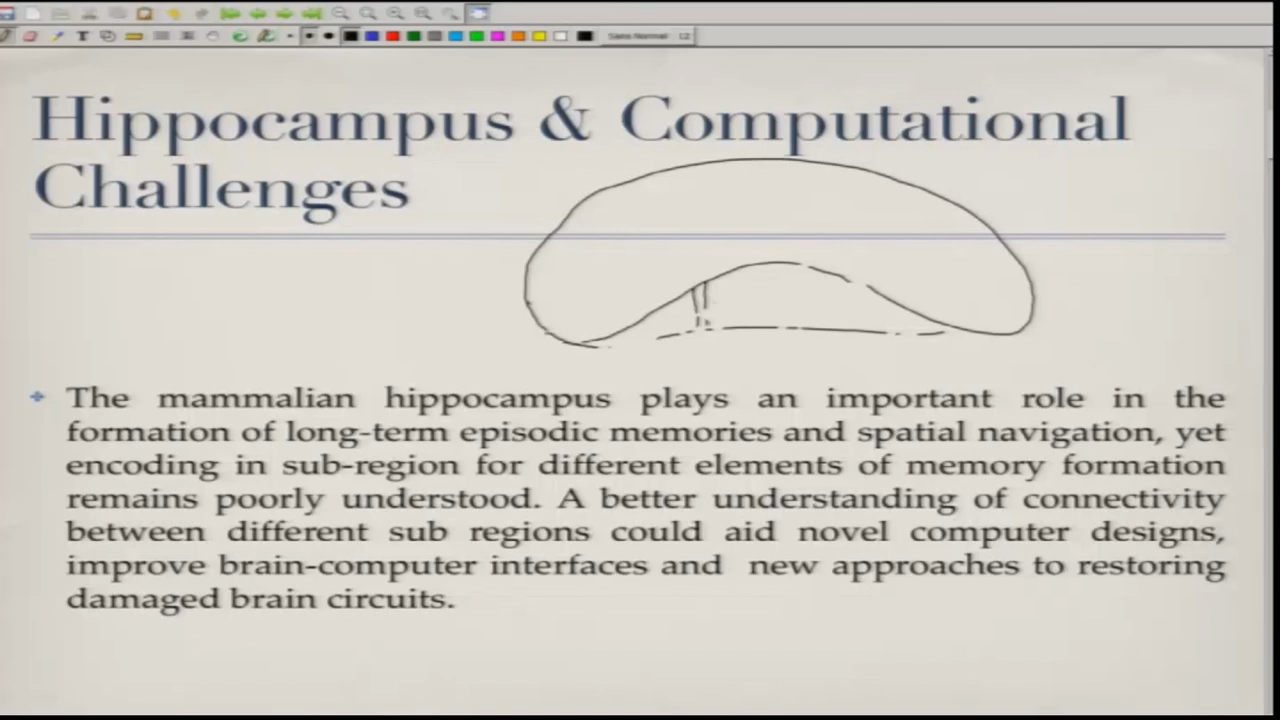 T
Sans Normal 12
Hippocampus & Computational
Challenges
The mammalian hippocampus plays an important role in the
formation of long-term episodic memories and spatial navigation, yet
encoding in sub-region for different elements of memory formation
remains poorly understood. A better understanding of connectivity
between different sub regions could aid novel computer designs,
improve brain-computer interfaces and new approaches to restoring
damaged brain circuits.